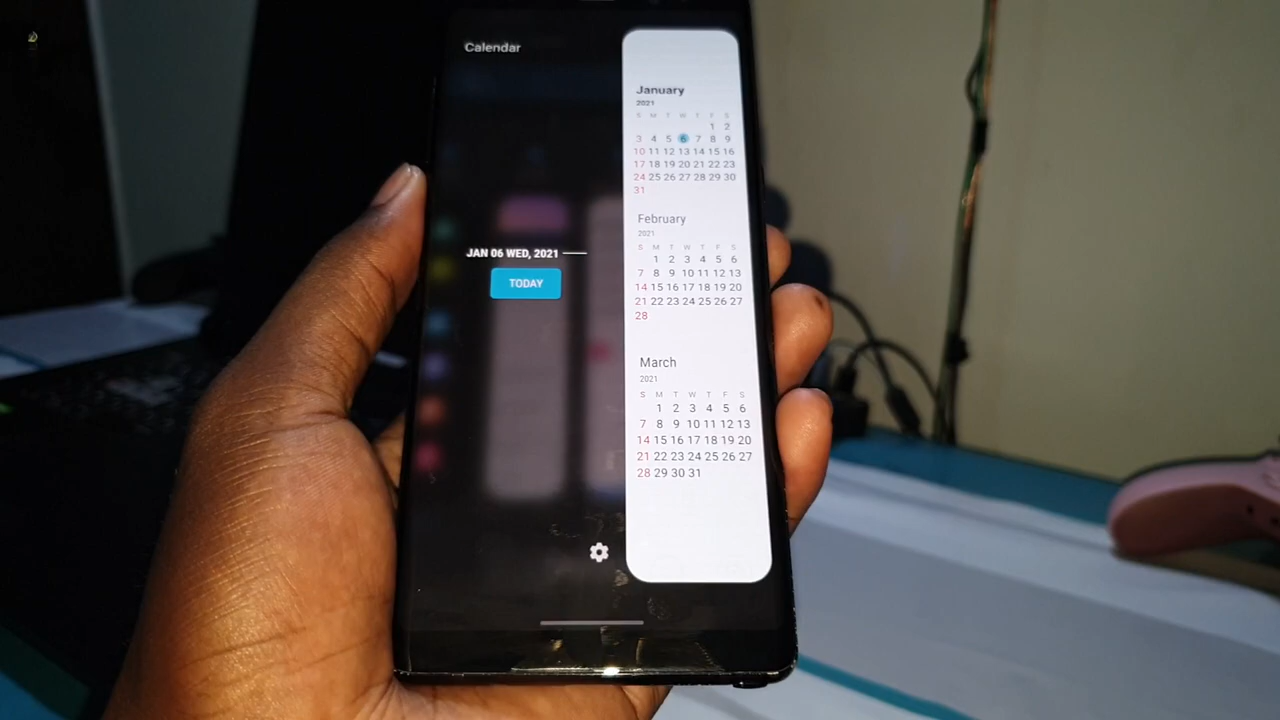 Calendar
JAN 06 WED, 2021
TODAY
January
2021
S M T W T F S
1 2
3 4 5 6 7 8 9
10 11 12 13 14 15 16
17 18 19 20 21 22 23
24 25 26 27 28 29 30
31
February
2021
S M T W T F S
1 2 3 4 5 6
7 8 9 10 11 12 13
14 15 16 17 18 19 20
21 22 23 24 25 26 27
28
March
2021
S M T W T F S
1 2 3 4 5 6
7 8 9 10 11 12 13
14 15 16 17 18 19 20
21 22 23 24 25 26 27
28 29 30 31